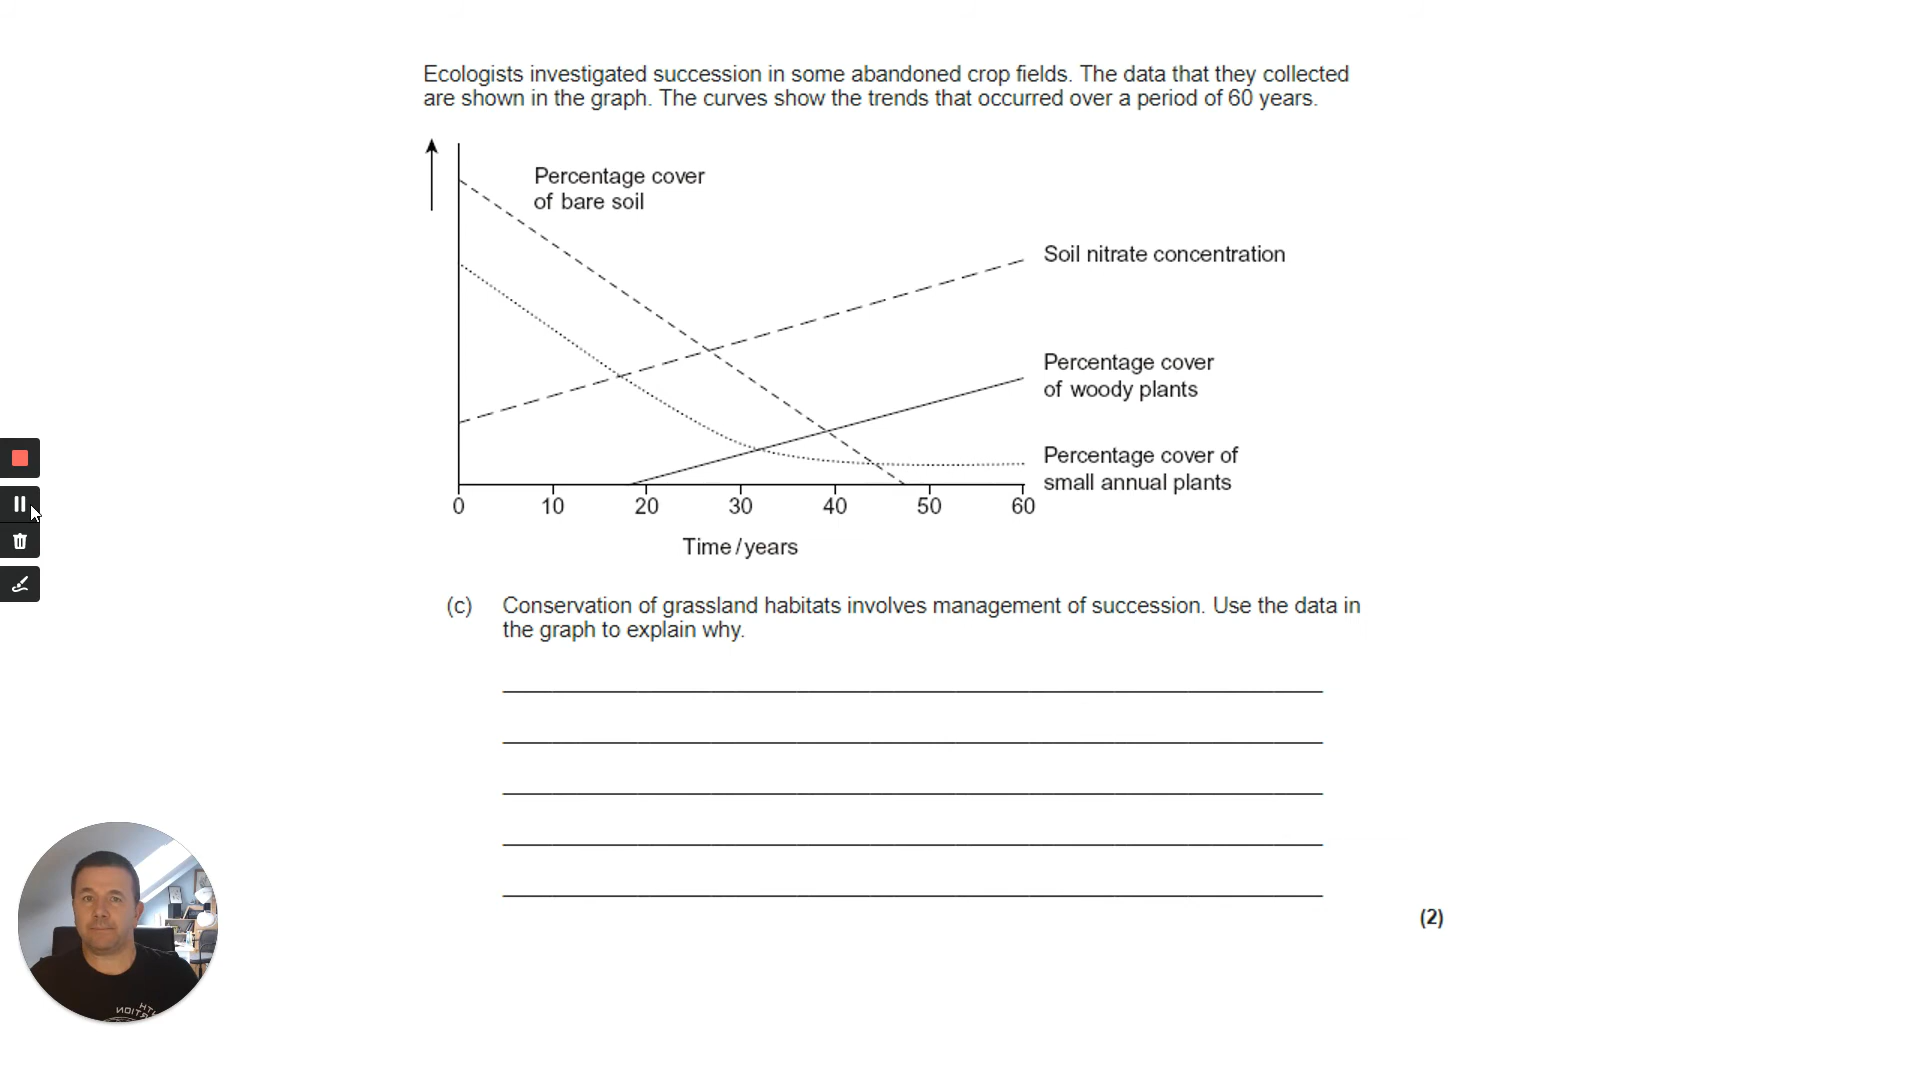 Ecologists investigated succession in some abandoned crop fields. The data that they collected
are shown in the graph. The curves show the trends that occurred over a period of 60 years.
Percentage cover
of bare soil
Soil nitrate concentration
Percentage cover
of woody plants
Percentage cover of
small annual plants
0 10 20 30 40 50 60
Time/years
(c) Conservation of grassland habitats involves management of succession. Use the data in
the graph to explain why.
(2)